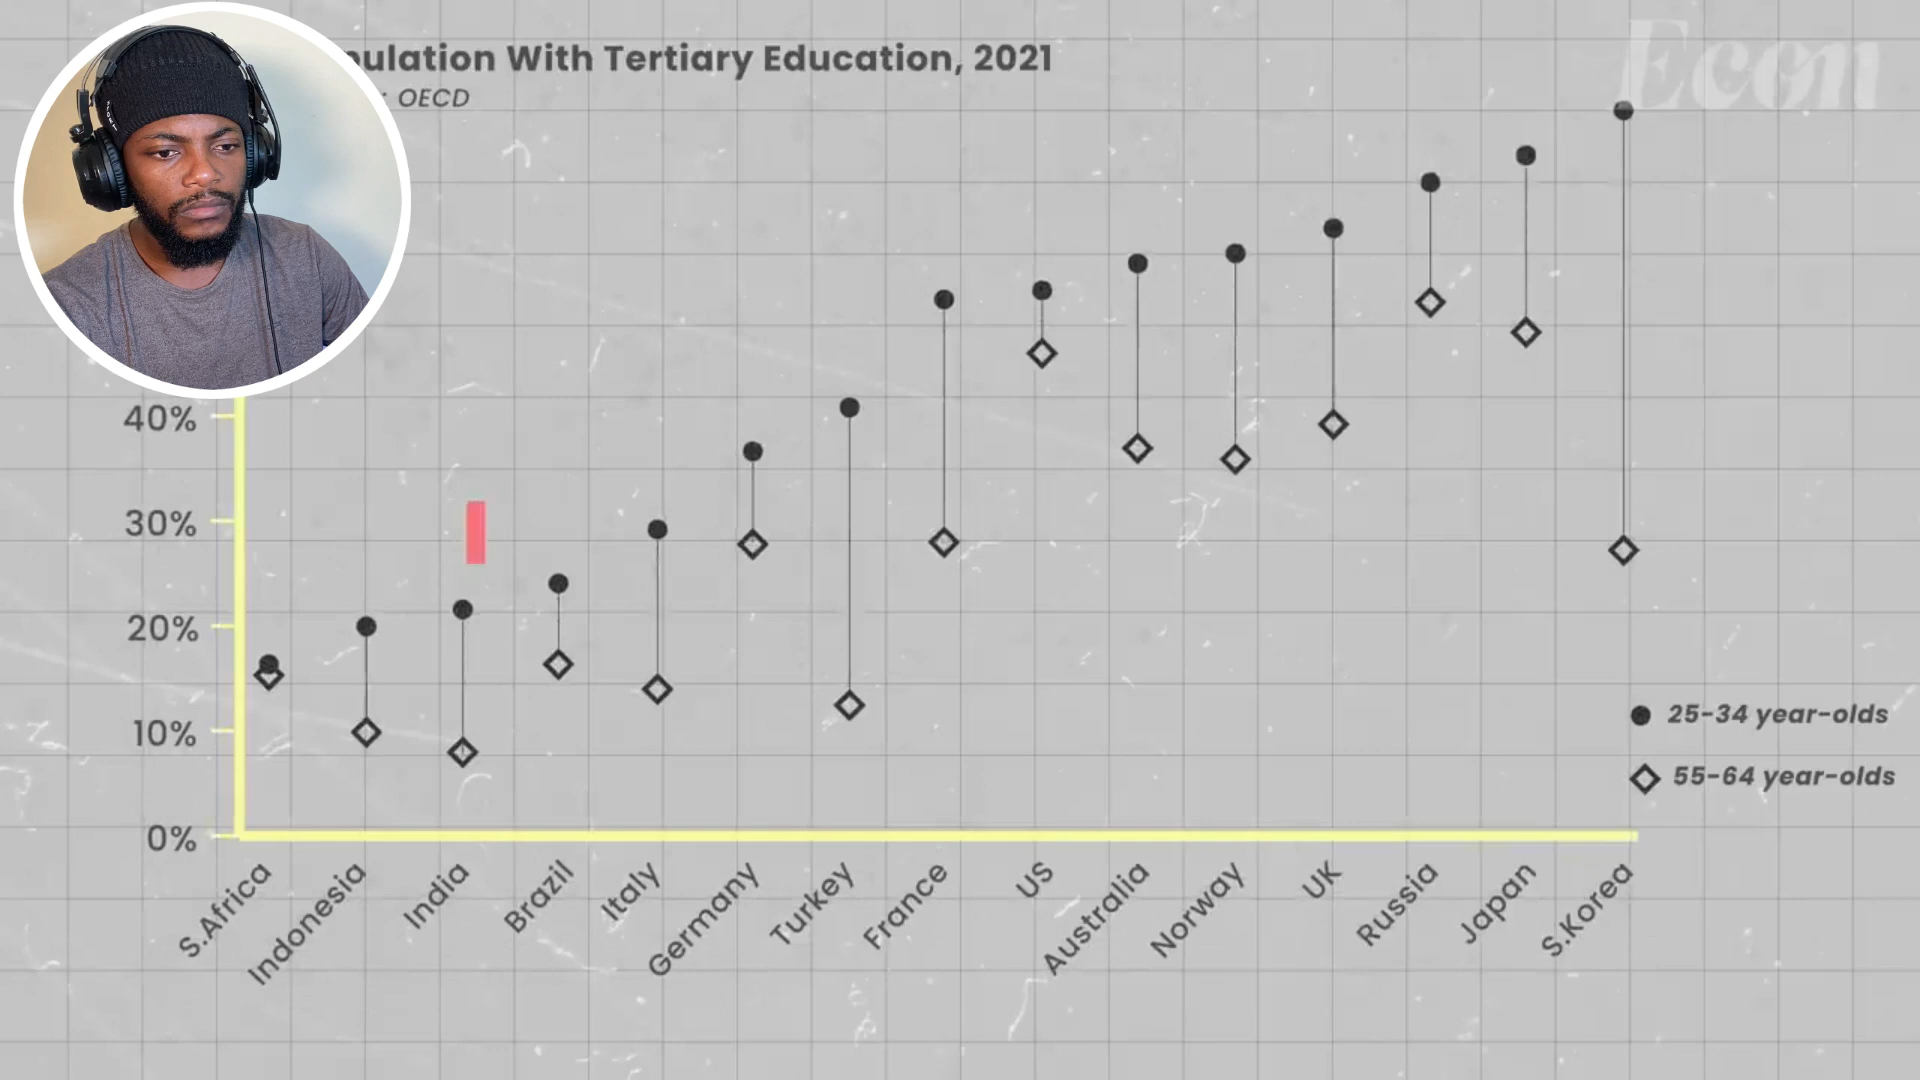 pulation With Tertiary Education, 2021
: OECD
Econ
40%
30%
20%
10%
0%
S.Africa
Indonesia
India
Brazil
Italy
Germany
Turkey
France
US
Australia
Norway
UK
Russia
Japan
S.Korea
25-34 year-olds
55-64 year-olds